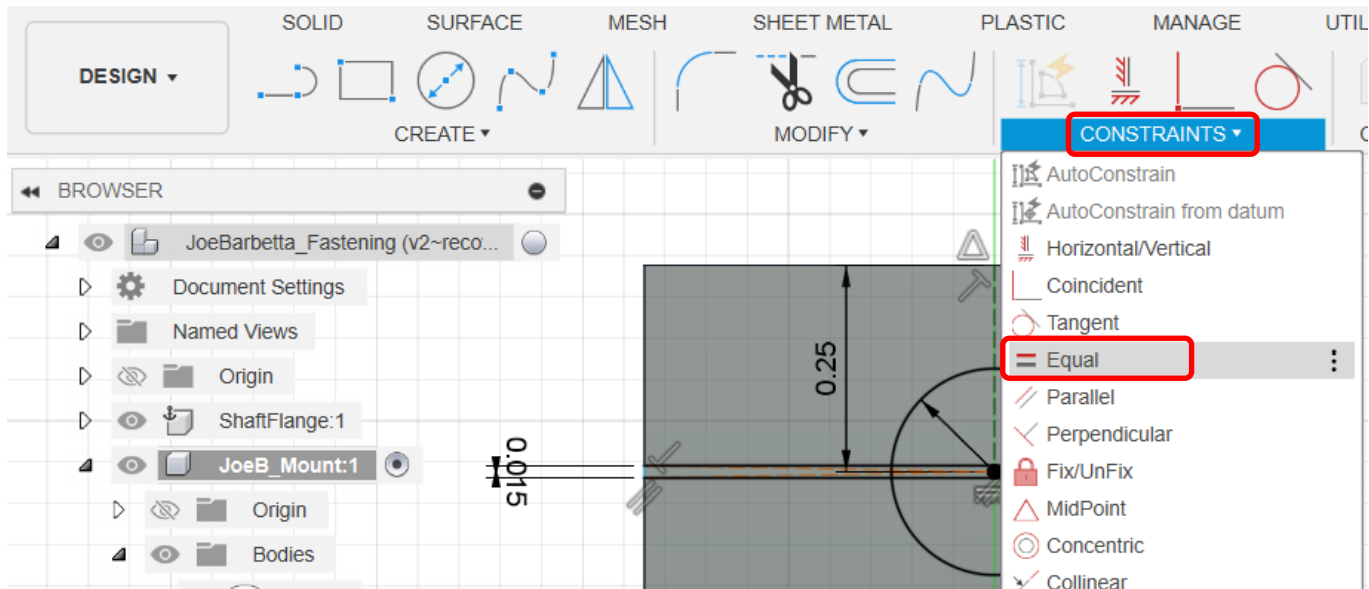 SOLID SURFACE MESH SHEET METAL PLASTIC MANAGE UTIL
DESIGN ▾
CREATE ▾ MODIFY ▾ CONSTRAINTS ▾
BROWSER
JoeBarbetta_Fastening (v2~reco...
Document Settings
Named Views
Origin
ShaftFlange:1
JoeB_Mount:1
Origin
Bodies
0.25
0.015
AutoConstrain
AutoConstrain from datum
Horizontal/Vertical
Coincident
Tangent
Equal
Parallel
Perpendicular
Fix/UnFix
MidPoint
Concentric
Collinear